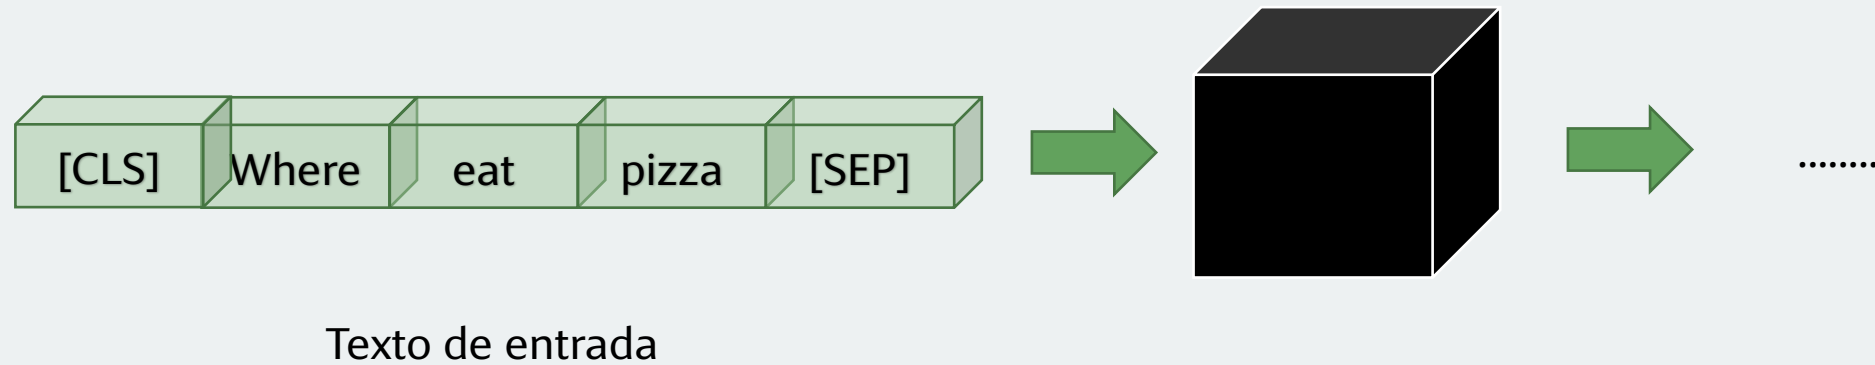 [CLS] Where eat pizza [SEP] ........
Texto de entrada